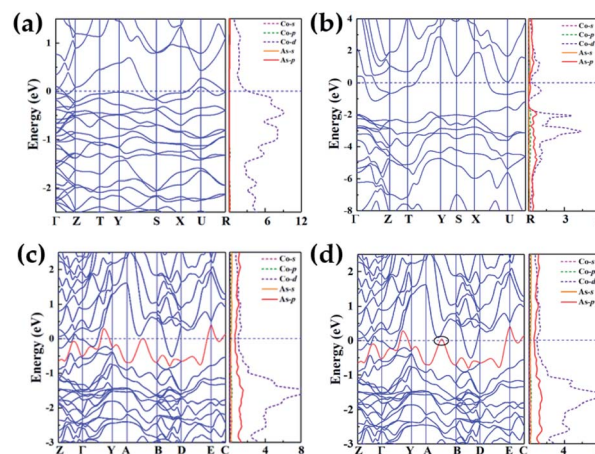 (a)
1
0
-1
-2
Energy (eV)
Γ Z T Y S X U R 6 12
Co-s
Co-p
Co-d
As-s
As-p
(b)
4
2
0
-2
-4
-6
-8
Energy (eV)
Γ Z T Y S X U R 3
Co-s
Co-p
Co-d
As-s
As-p
(c)
2
1
0
-1
-2
-3
Energy (eV)
Z Γ Y A B D E C 4 8
Co-s
Co-p
Co-d
As-s
As-p
(d)
2
1
0
-1
-2
-3
Energy (eV)
Z Γ Y A B D E C 4
Co-s
Co-p
Co-d
As-s
As-p